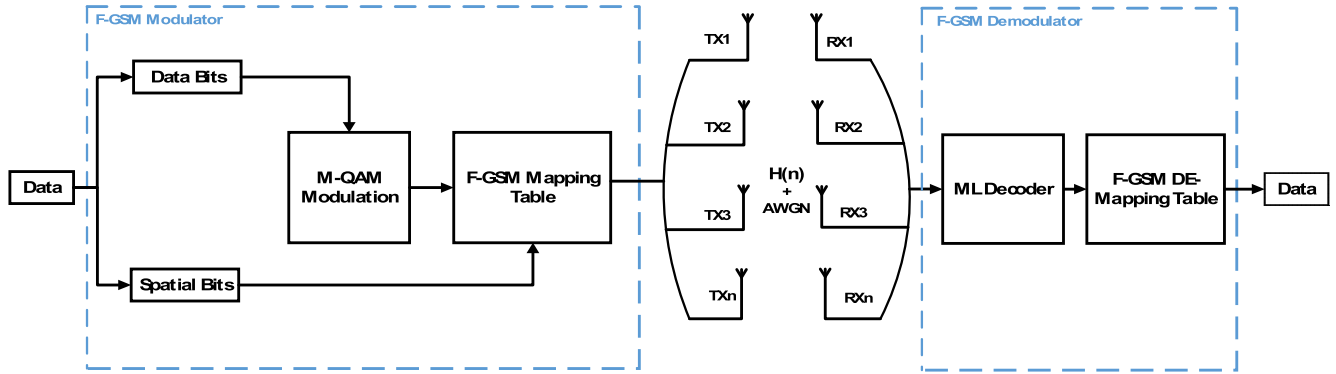 F-GSM Modulator
F-GSM Demodulator
Data
Data Bits
Spatial Bits
M-QAM
Modulation
F-GSM Mapping
Table
TX1
TX2
TX3
TXn
H(n)
+
AWGN
RX1
RX2
RX3
RXn
ML Decoder
F-GSM DE-
Mapping Table
Data